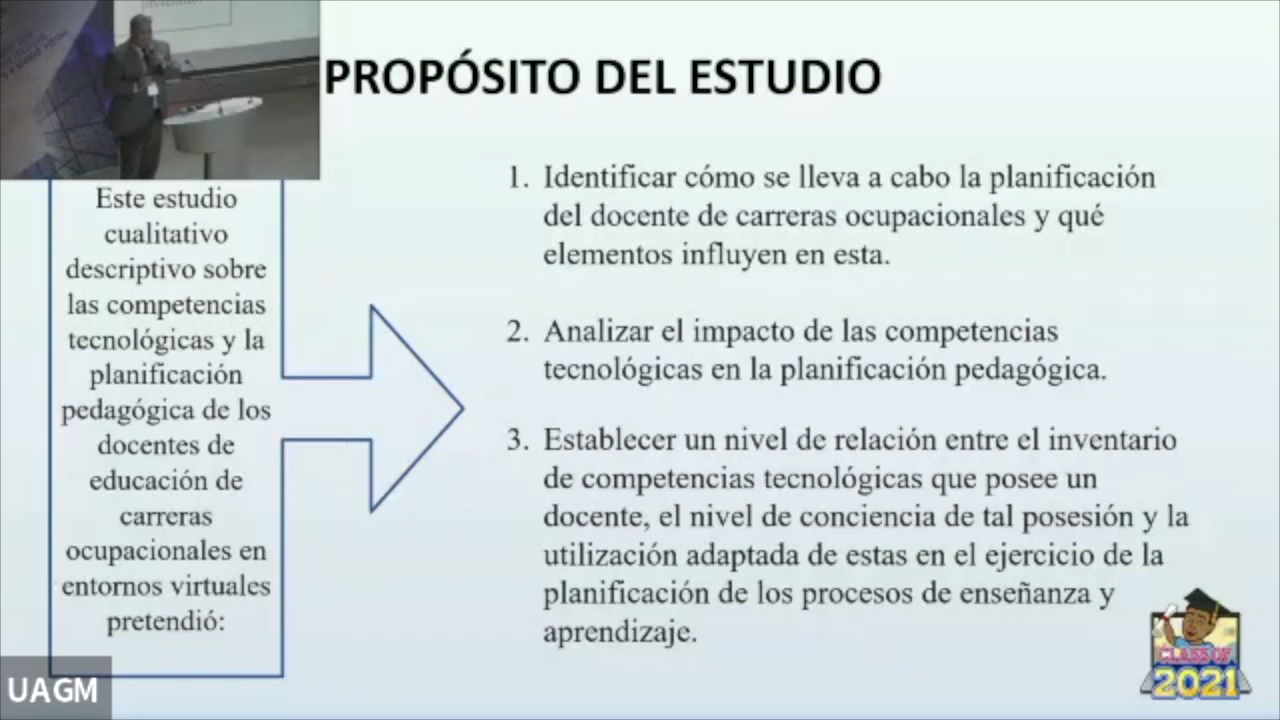 PROPÓSITO DEL ESTUDIO
Este estudio
cualitativo
descriptivo sobre
las competencias
tecnológicas y la
planificación
pedagógica de los
docentes de
educación de
carreras
ocupacionales en
entornos virtuales
pretendió:
1. Identificar cómo se lleva a cabo la planificación
del docente de carreras ocupacionales y qué
elementos influyen en esta.
2. Analizar el impacto de las competencias
tecnológicas en la planificación pedagógica.
3. Establecer un nivel de relación entre el inventario
de competencias tecnológicas que posee un
docente, el nivel de conciencia de tal posesión y la
utilización adaptada de estas en el ejercicio de la
planificación de los procesos de enseñanza y
aprendizaje.
CLASS OF
2021
UAGM